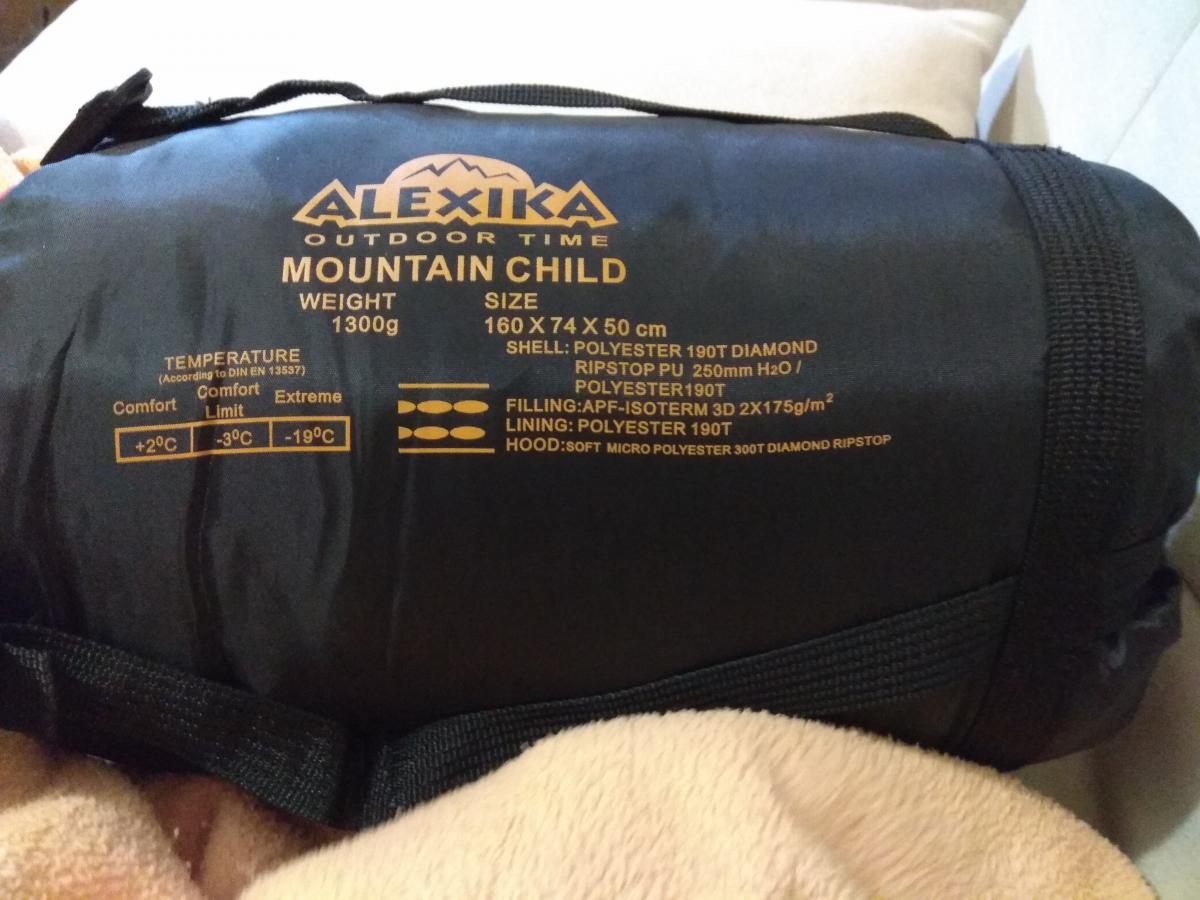 ALEXIKA
OUTDOOR TIME
MOUNTAIN CHILD
WEIGHT SIZE
1300g 160 X 74 X 50 cm
TEMPERATURE
(According to DIN EN 13537)
Comfort Comfort Limit Extreme
+2⁰C -3⁰C -19⁰C
SHELL: POLYESTER 190T DIAMOND
RIPSTOP PU 250mm H₂O /
POLYESTER190T
FILLING:APF-ISOTERM 3D 2X175g/m²
LINING: POLYESTER 190T
HOOD:SOFT MICRO POLYESTER 300T DIAMOND RIPSTOP